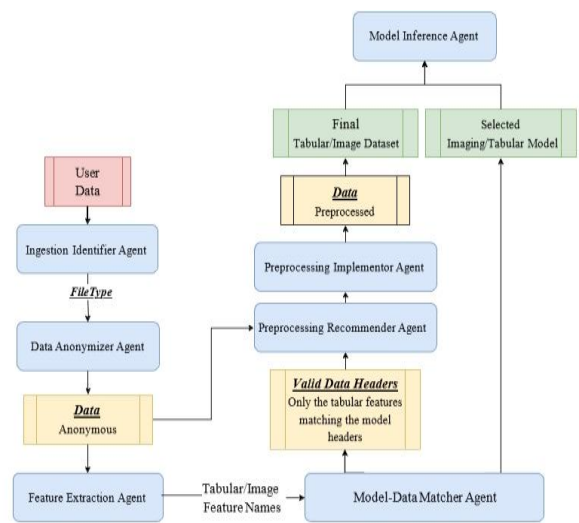 Model Inference Agent
Final
Tabular/Image Dataset
Selected
Imaging/Tabular Model
User
Data
Data
Preprocessed
Ingestion Identifier Agent
Preprocessing Implementor Agent
FileType
Data Anonymizer Agent
Preprocessing Recommender Agent
Valid Data Headers
Only the tabular features
matching the model
headers
Data
Anonymous
Feature Extraction Agent
Tabular/Image
Feature Names
Model-Data Matcher Agent